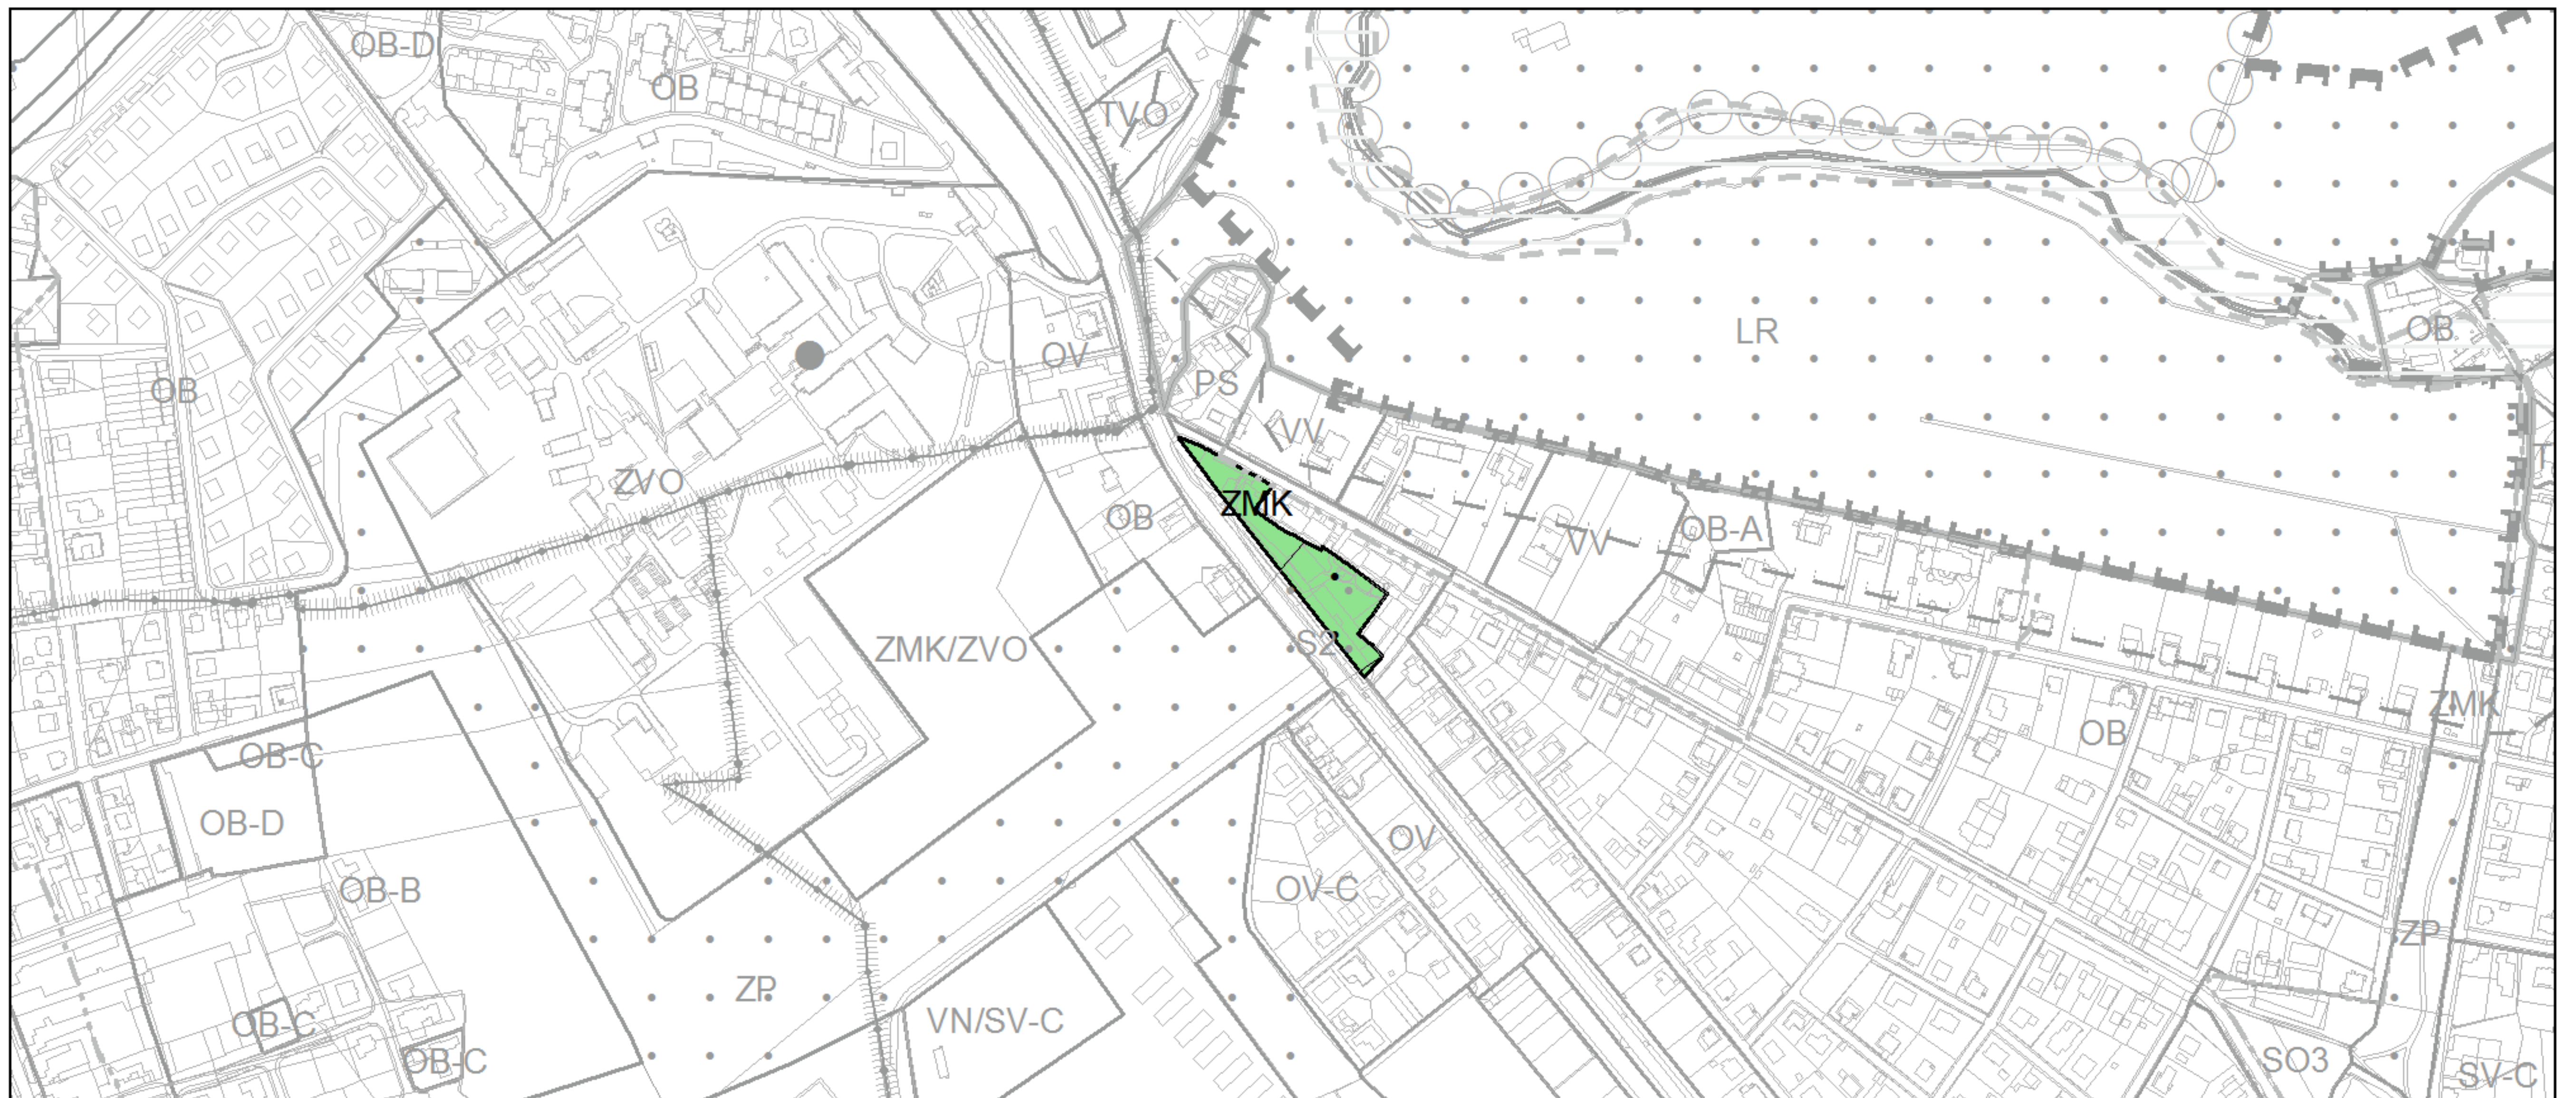 OB-D
OB
TVO
LR
OB
OV
PS
OB
VV
ZVO
ZMK
OB
VV
OB-A
S2
ZMK/ZVO
ZMK
OB
OB-C
OB-D
OV
OB-B
OV-C
ZP
ZP
VN/SV-C
OB-C
OB-C
SO3
SV-C